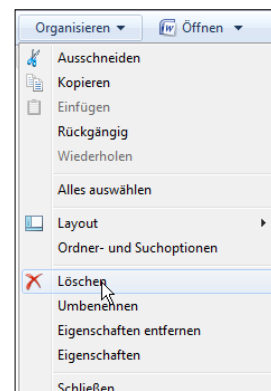 Organisieren Öffnen
Ausschneiden
Kopieren
Einfügen
Rückgängig
Wiederholen
Alles auswählen
Layout
Ordner- und Suchoptionen
Löschen
Umbenennen
Eigenschaften entfernen
Eigenschaften
Schließen